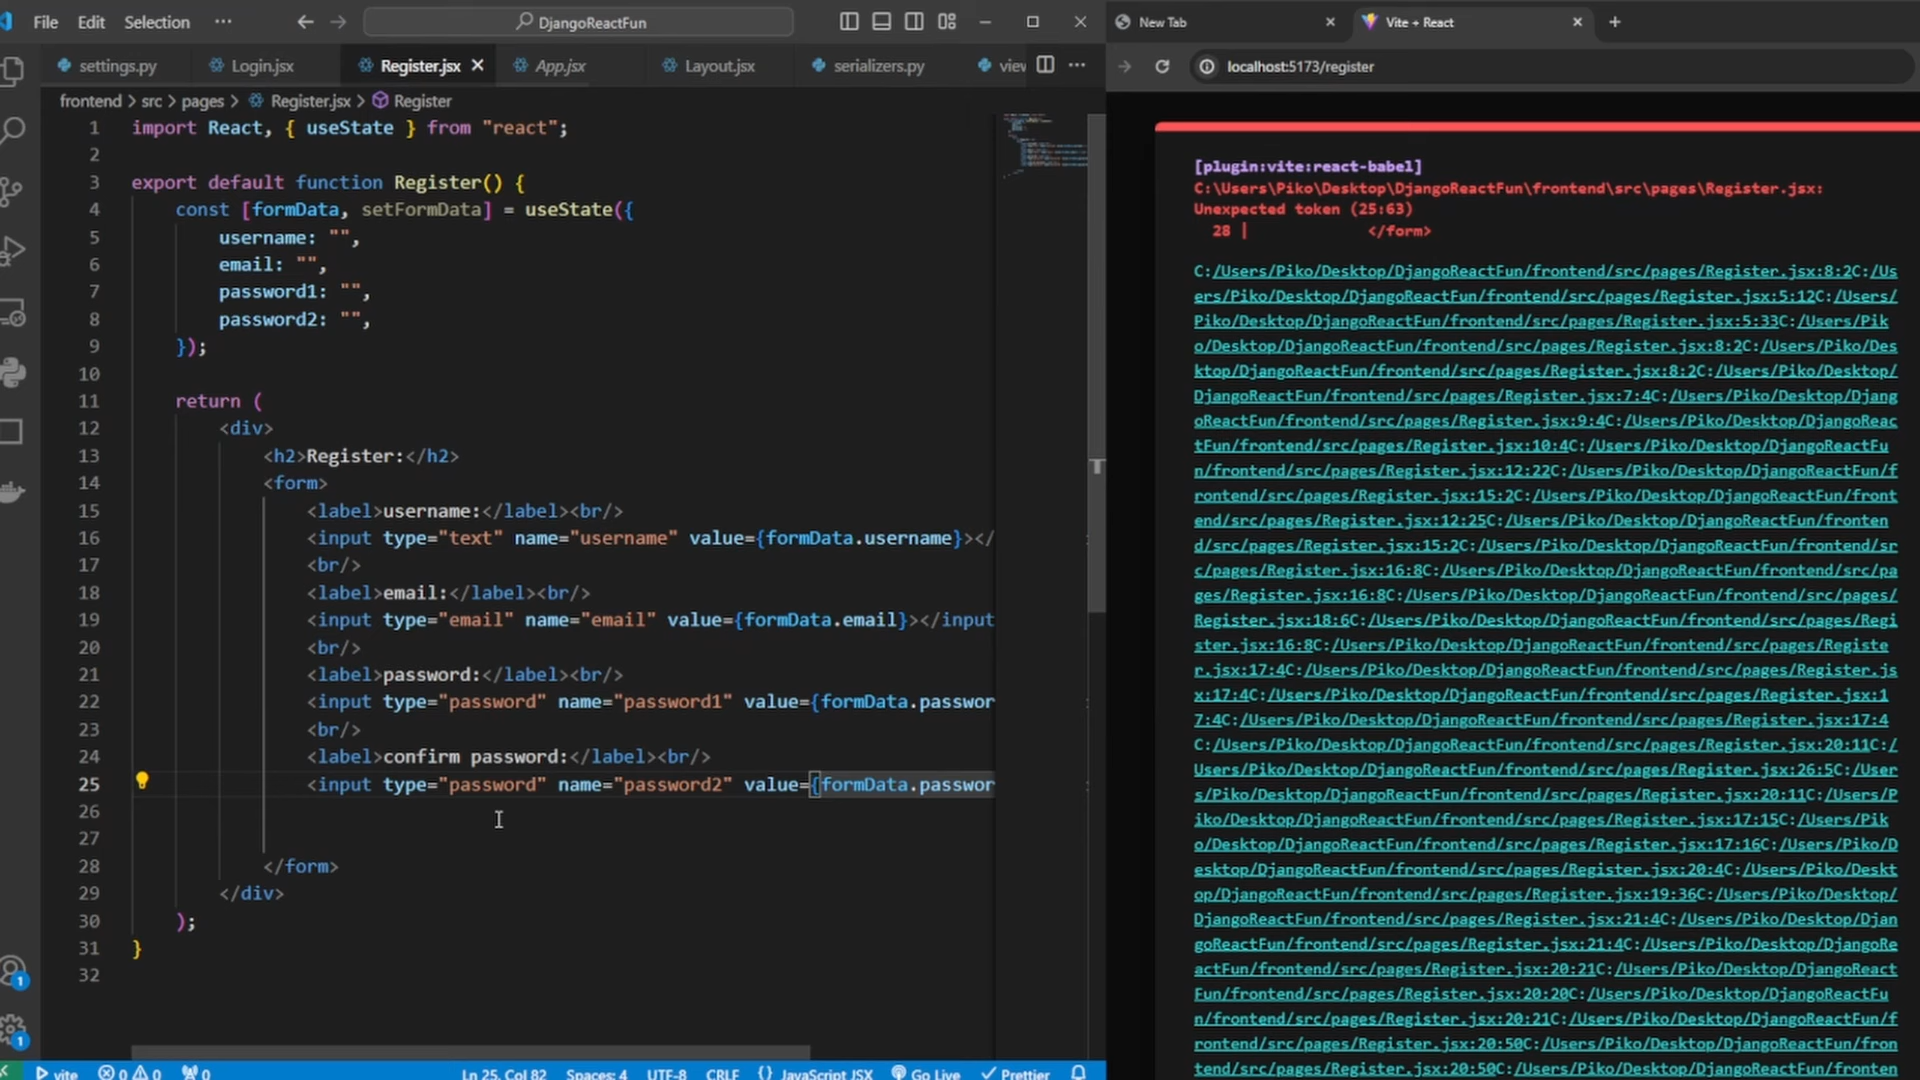 File Edit Selection ··· DjangoReactFun
settings.py Login.jsx Register.jsx App.jsx Layout.jsx serializers.py view
frontend > src > pages > Register.jsx > Register
1 import React, { useState } from "react";
2
3 export default function Register() {
4 const [formData, setFormData] = useState({
5 username: "",
6 email: "",
7 password1: "",
8 password2: "",
9 });
10
11 return (
12 <div>
13 <h2>Register:</h2>
14 <form>
15 <label>username:</label><br/>
16 <input type="text" name="username" value={formData.username}></
17 <br/>
18 <label>email:</label><br/>
19 <input type="email" name="email" value={formData.email}></input
20 <br/>
21 <label>password:</label><br/>
22 <input type="password" name="password1" value={formData.passwor
23 <br/>
24 <label>confirm password:</label><br/>
25 <input type="password" name="password2" value={formData.passwor
26
27
28 </form>
29 </div>
30 );
31 }
32
1
1
vite 0 0 0 Ln 25, Col 82 Spaces: 4 UTF-8 CRLF {} JavaScript JSX Go Live Prettier
New Tab Vite + React
localhost:5173/register
[plugin:vite:react-babel]
C:\Users\Piko\Desktop\DjangoReactFun\frontend\src\pages\Register.jsx:
Unexpected token (25:63)
28 | </form>
C:/Users/Piko/Desktop/DjangoReactFun/frontend/src/pages/Register.jsx:8:2C:/Us
ers/Piko/Desktop/DjangoReactFun/frontend/src/pages/Register.jsx:5:12C:/Users/
Piko/Desktop/DjangoReactFun/frontend/src/pages/Register.jsx:5:33C:/Users/Pik
o/Desktop/DjangoReactFun/frontend/src/pages/Register.jsx:8:2C:/Users/Piko/Des
ktop/DjangoReactFun/frontend/src/pages/Register.jsx:8:2C:/Users/Piko/Desktop/
DjangoReactFun/frontend/src/pages/Register.jsx:7:4C:/Users/Piko/Desktop/Djang
oReactFun/frontend/src/pages/Register.jsx:9:4C:/Users/Piko/Desktop/DjangoReac
tFun/frontend/src/pages/Register.jsx:10:4C:/Users/Piko/Desktop/DjangoReactFu
n/frontend/src/pages/Register.jsx:12:22C:/Users/Piko/Desktop/DjangoReactFun/f
rontend/src/pages/Register.jsx:15:2C:/Users/Piko/Desktop/DjangoReactFun/front
end/src/pages/Register.jsx:12:25C:/Users/Piko/Desktop/DjangoReactFun/fronten
d/src/pages/Register.jsx:15:2C:/Users/Piko/Desktop/DjangoReactFun/frontend/sr
c/pages/Register.jsx:16:8C:/Users/Piko/Desktop/DjangoReactFun/frontend/src/pa
ges/Register.jsx:16:8C:/Users/Piko/Desktop/DjangoReactFun/frontend/src/pages/
Register.jsx:18:6C:/Users/Piko/Desktop/DjangoReactFun/frontend/src/pages/Regi
ster.jsx:16:8C:/Users/Piko/Desktop/DjangoReactFun/frontend/src/pages/Registe
r.jsx:17:4C:/Users/Piko/Desktop/DjangoReactFun/frontend/src/pages/Register.js
x:17:4C:/Users/Piko/Desktop/DjangoReactFun/frontend/src/pages/Register.jsx:1
7:4C:/Users/Piko/Desktop/DjangoReactFun/frontend/src/pages/Register.jsx:17:4
C:/Users/Piko/Desktop/DjangoReactFun/frontend/src/pages/Register.jsx:20:11C:/
Users/Piko/Desktop/DjangoReactFun/frontend/src/pages/Register.jsx:26:5C:/User
s/Piko/Desktop/DjangoReactFun/frontend/src/pages/Register.jsx:20:11C:/Users/P
iko/Desktop/DjangoReactFun/frontend/src/pages/Register.jsx:17:15C:/Users/Pik
o/Desktop/DjangoReactFun/frontend/src/pages/Register.jsx:17:16C:/Users/Piko/D
esktop/DjangoReactFun/frontend/src/pages/Register.jsx:20:4C:/Users/Piko/Deskt
op/DjangoReactFun/frontend/src/pages/Register.jsx:19:36C:/Users/Piko/Desktop/
DjangoReactFun/frontend/src/pages/Register.jsx:21:4C:/Users/Piko/Desktop/Djan
goReactFun/frontend/src/pages/Register.jsx:21:4C:/Users/Piko/Desktop/DjangoRe
actFun/frontend/src/pages/Register.jsx:20:21C:/Users/Piko/Desktop/DjangoReact
Fun/frontend/src/pages/Register.jsx:20:20C:/Users/Piko/Desktop/DjangoReactFu
n/frontend/src/pages/Register.jsx:20:21C:/Users/Piko/Desktop/DjangoReactFun/f
rontend/src/pages/Register.jsx:20:50C:/Users/Piko/Desktop/DjangoReactFun/fron
tend/src/pages/Register.jsx:20:50C:/Users/Piko/Desktop/DjangoReactFun/fronten